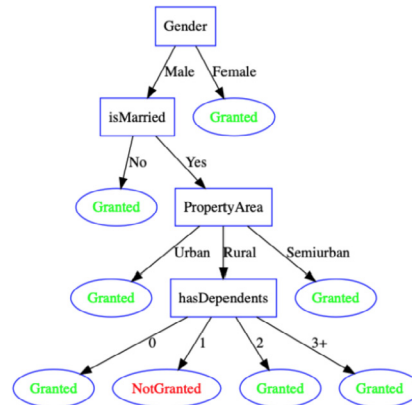 Gender
Male Female
isMarried Granted
No Yes
Granted PropertyArea
Urban Rural Semiurban
Granted hasDependents Granted
0 1 2 3+
Granted NotGranted Granted Granted